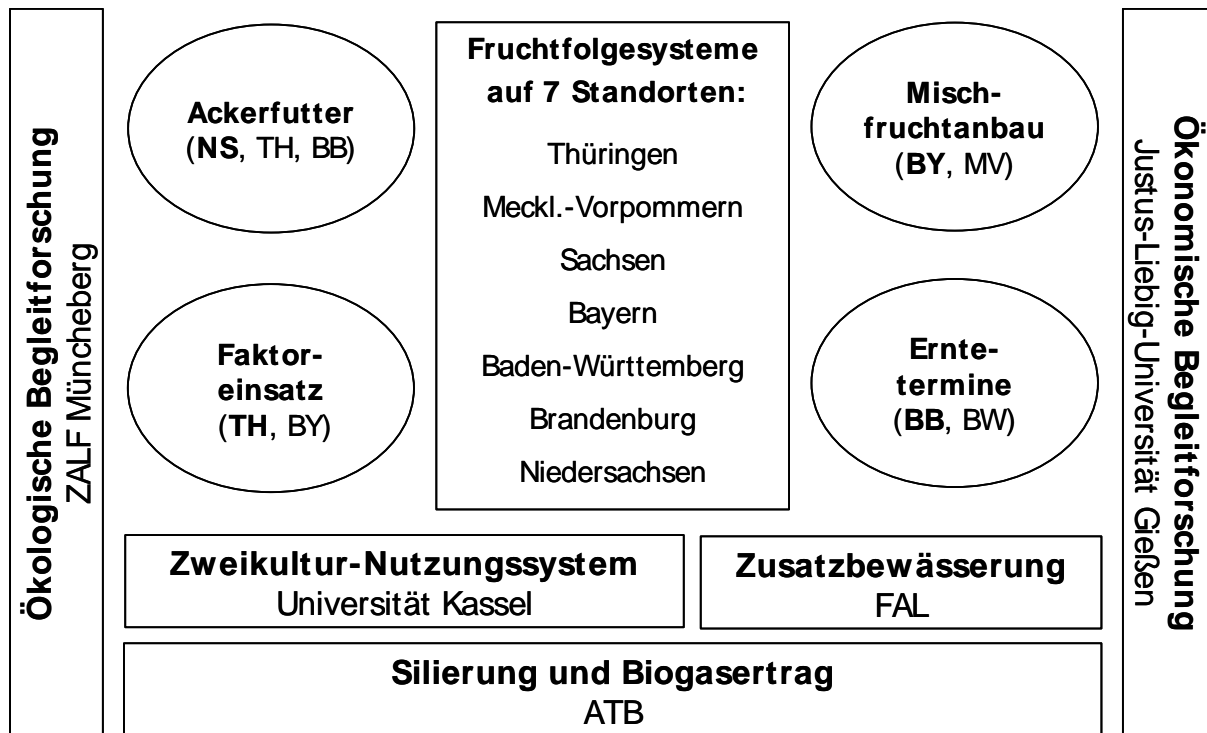 Ökologische Begleitforschung
ZALF Müncheberg
Ackerfutter
(NS, TH, BB)
Faktor-
einsatz
(TH, BY)
Fruchtfolgesysteme
auf 7 Standorten:
Thüringen
Meckl.-Vorpommern
Sachsen
Bayern
Baden-Württemberg
Brandenburg
Niedersachsen
Misch-
fruchtanbau
(BY, MV)
Ernte-
termine
(BB, BW)
Zweikultur-Nutzungssystem
Universität Kassel
Zusatzbewässerung
FAL
Silierung und Biogasertrag
ATB
Ökonomische Begleitforschung
Justus-Liebig-Universität Gießen